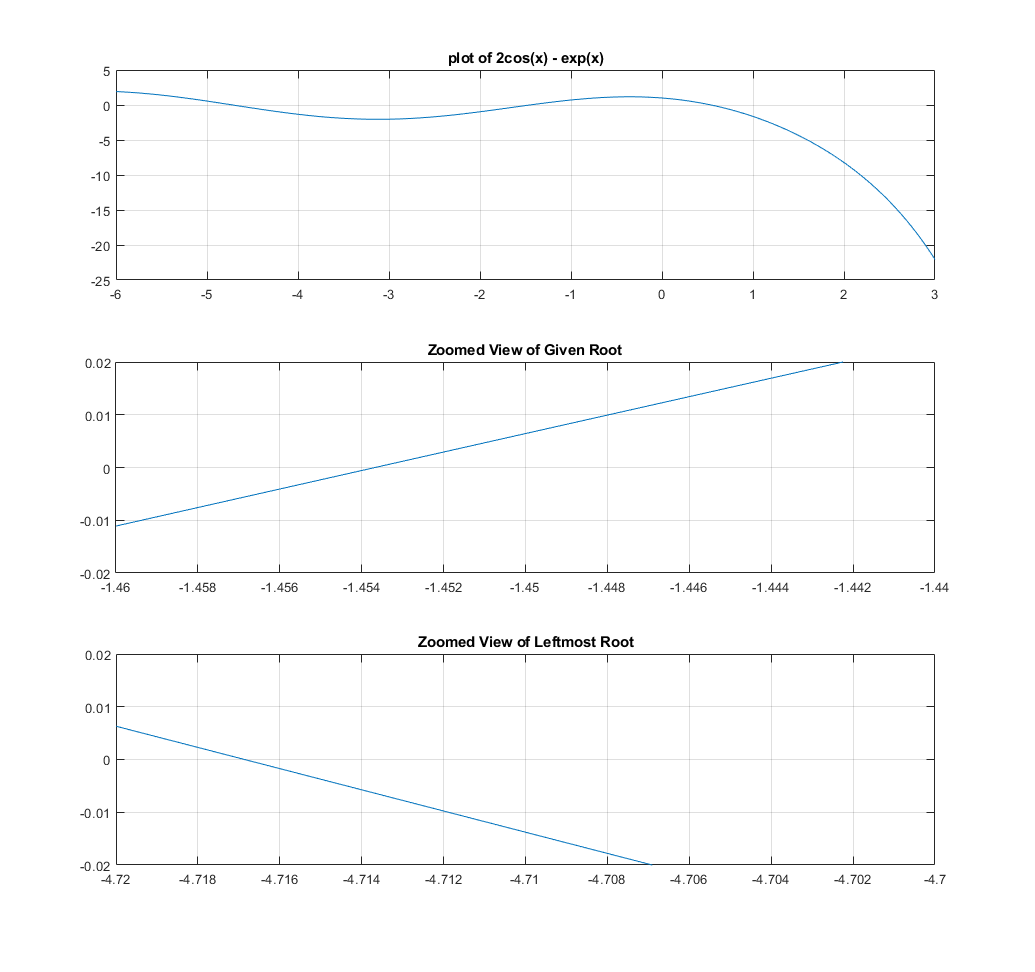 plot of 2cos(x) - exp(x)
5
0
-5
-10
-15
-20
-25
-6 -5 -4 -3 -2 -1 0 1 2 3
Zoomed View of Given Root
0.02
0.01
0
-0.01
-0.02
-1.46 -1.458 -1.456 -1.454 -1.452 -1.45 -1.448 -1.446 -1.444 -1.442 -1.44
Zoomed View of Leftmost Root
0.02
0.01
0
-0.01
-0.02
-4.72 -4.718 -4.716 -4.714 -4.712 -4.71 -4.708 -4.706 -4.704 -4.702 -4.7